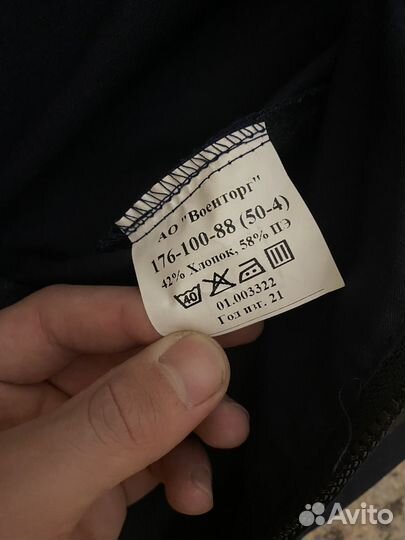 АО "Военторг"
176-100-88 (50-4)
42% Хлопок, 58% ПЭ
40
01.003322
Год изг. 21
Avito